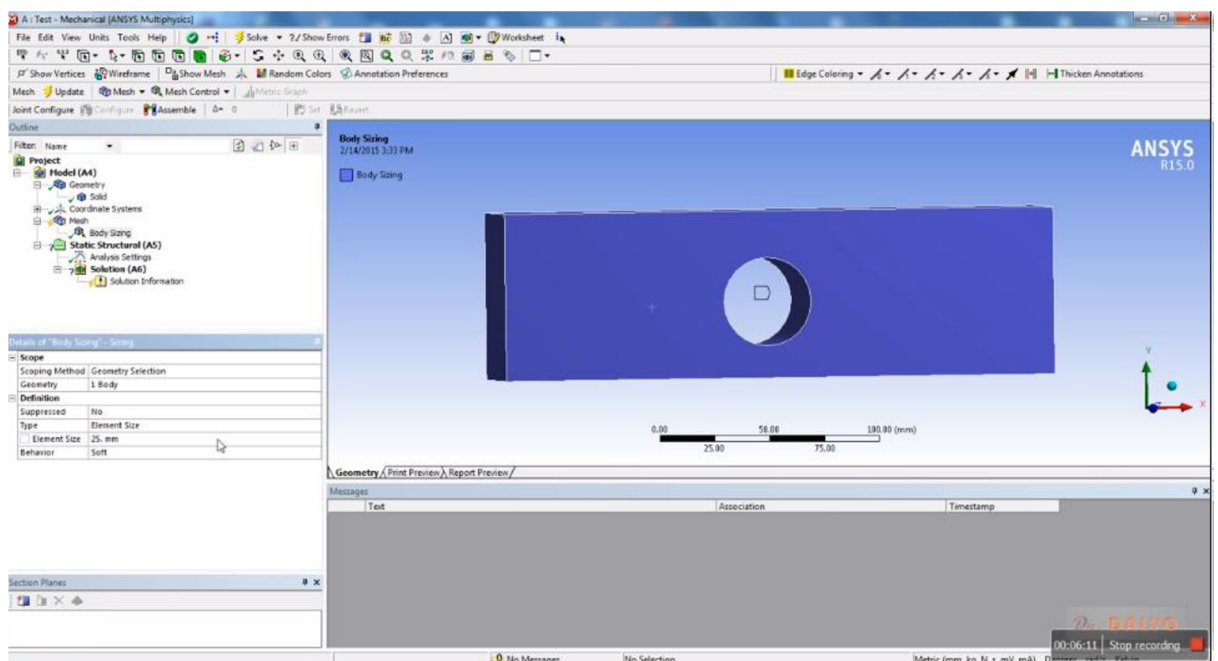 A : Test - Mechanical [ANSYS Multiphysics]
File Edit View Units Tools Help Solve ?/ Show Errors Worksheet
Show Vertices Wireframe Show Mesh Random Colors Annotation Preferences Edge Coloring Thicken Annotations
Mesh Update Mesh Mesh Control Metric Graph
Joint Configure Configure Assemble Δ= 0 Set Revert
Outline
Filter: Name
Project
Model (A4)
Geometry
Solid
Coordinate Systems
Mesh
Body Sizing
Static Structural (A5)
Analysis Settings
Solution (A6)
Solution Information
Details of "Body Sizing" - Sizing
Scope
Scoping Method Geometry Selection
Geometry 1 Body
Definition
Suppressed No
Type Element Size
Element Size 25. mm
Behavior Soft
Section Planes
Body Sizing
2/14/2015 3:33 PM
Body Sizing
ANSYS
R15.0
Y
X
0.00 50.00 100.00 (mm)
25.00 75.00
Geometry Print Preview Report Preview
Messages
Text Association Timestamp
00:06:11 Stop recording
No Messages No Selection